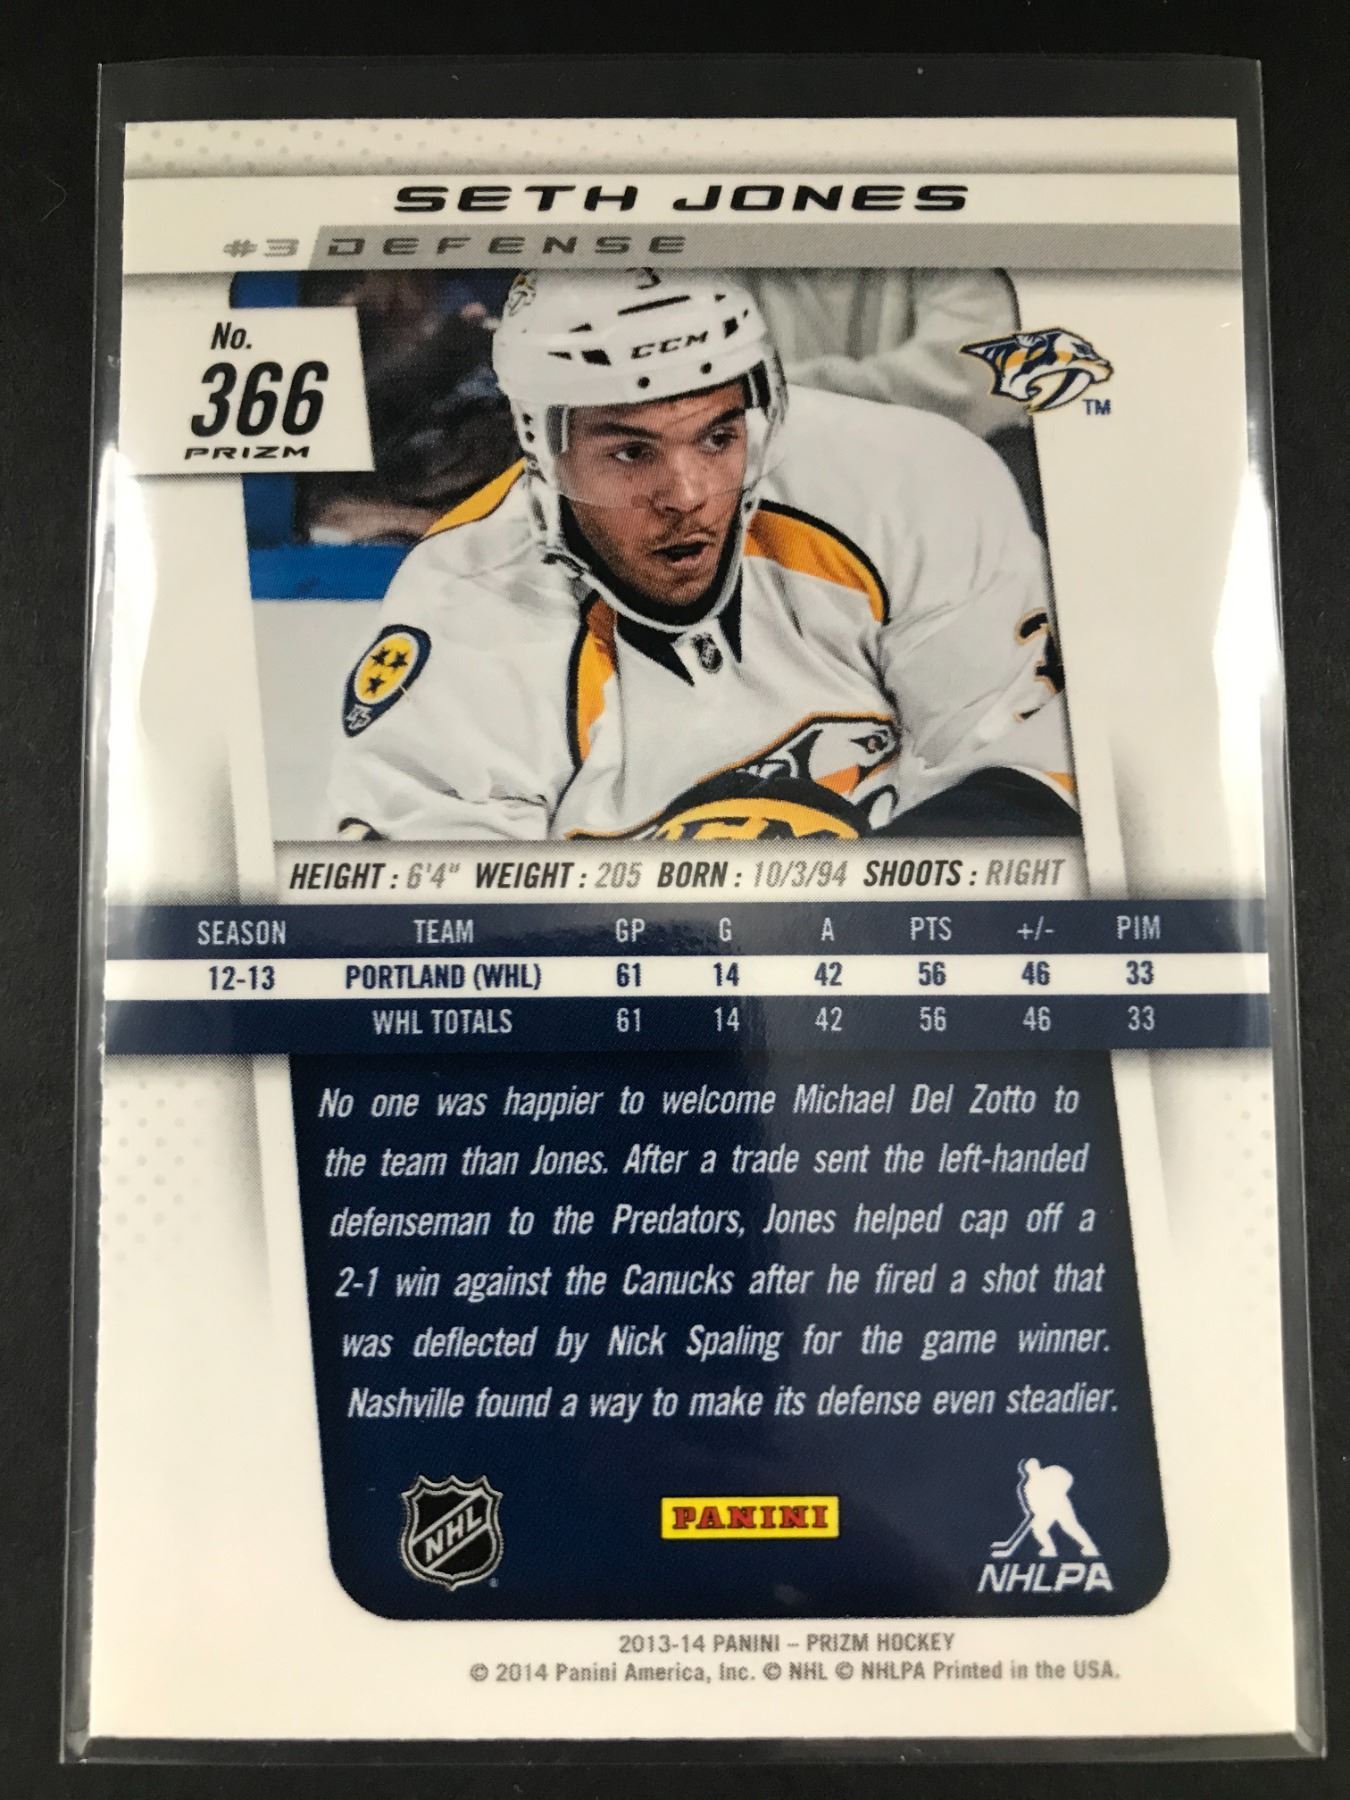 SETH JONES
#3 DEFENSE
No.
366
PRIZM
3
CCM
TM
HEIGHT : 6'4" WEIGHT : 205 BORN : 10/3/94 SHOOTS : RIGHT
SEASON TEAM GP G A PTS +/- PIM
12-13 PORTLAND (WHL) 61 14 42 56 46 33
WHL TOTALS 61 14 42 56 46 33
No one was happier to welcome Michael Del Zotto to
the team than Jones. After a trade sent the left-handed
defenseman to the Predators, Jones helped cap off a
2-1 win against the Canucks after he fired a shot that
was deflected by Nick Spaling for the game winner.
Nashville found a way to make its defense even steadier.
NHL ®
PANINI
NHLPA
2013-14 PANINI – PRIZM HOCKEY
© 2014 Panini America, Inc. © NHL © NHLPA Printed in the USA.